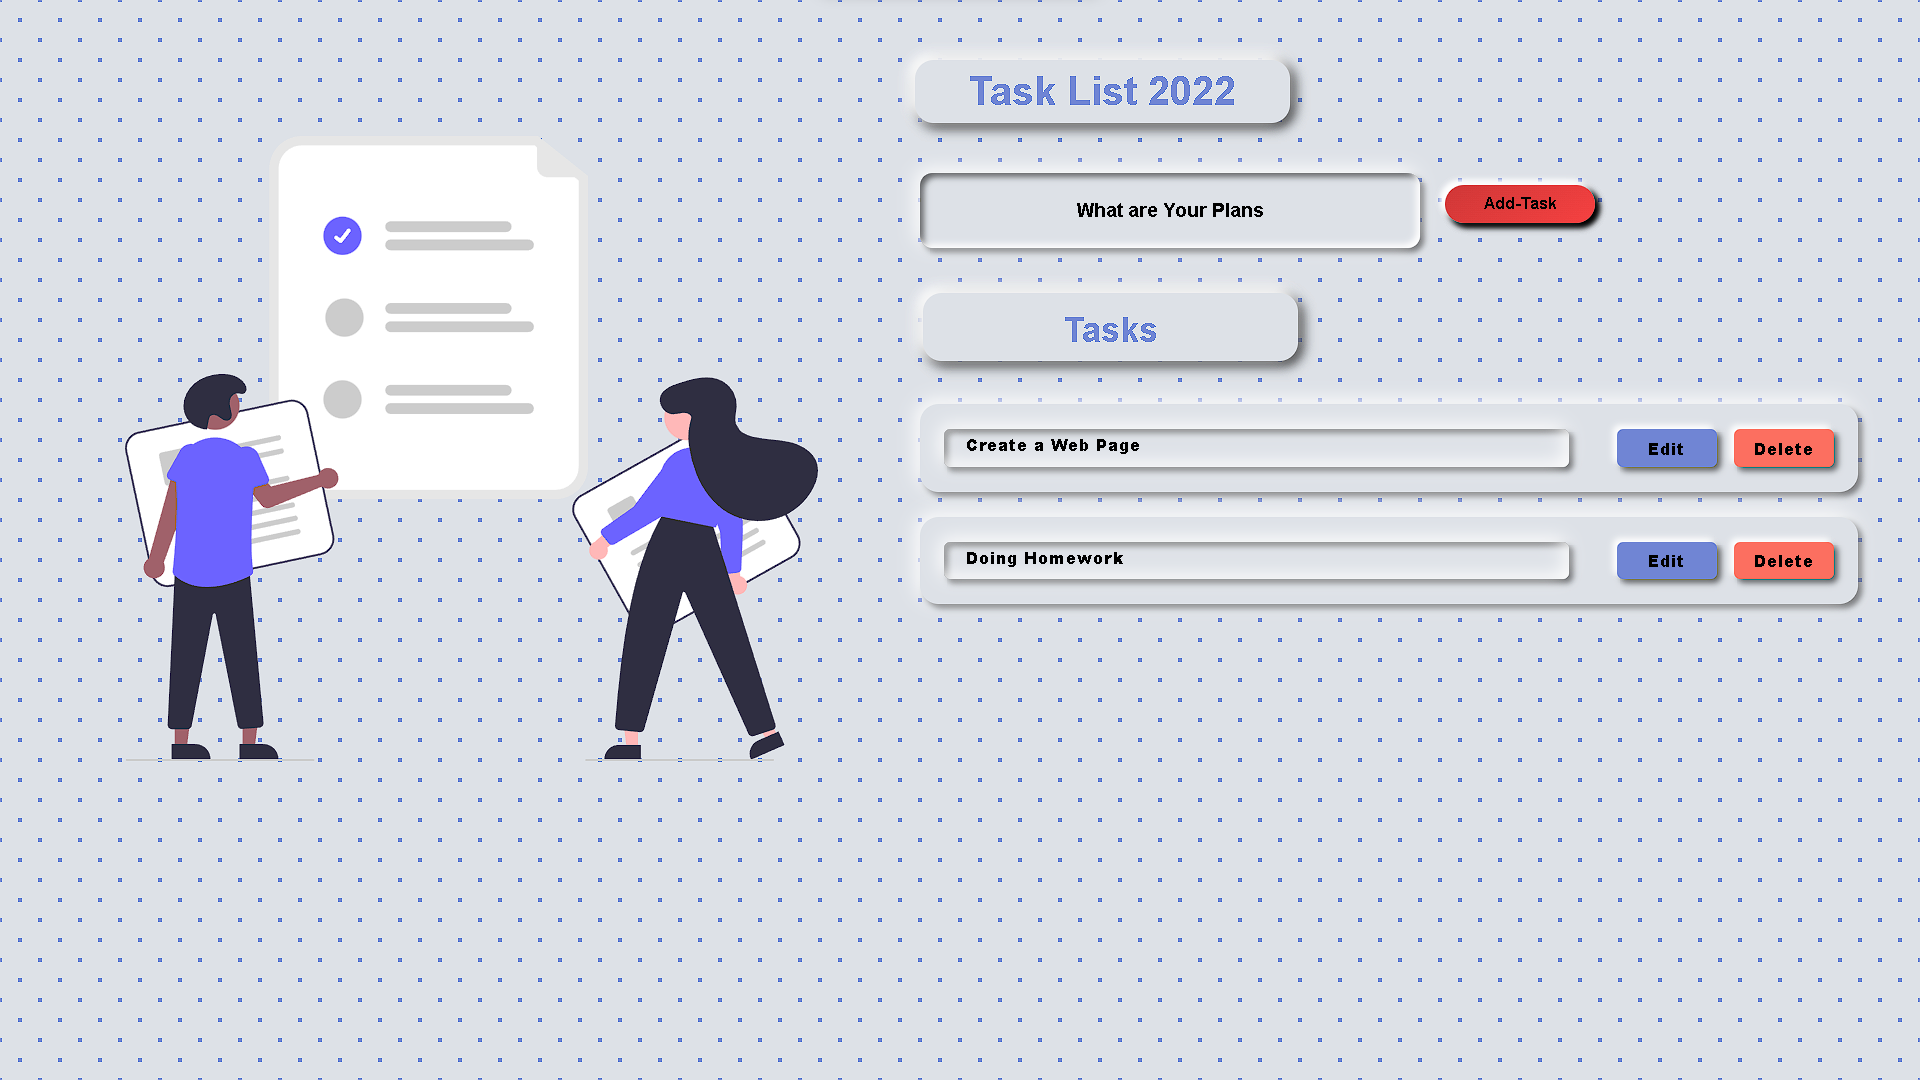 Task List 2022
What are Your Plans
Add-Task
Tasks
Create a Web Page
Edit
Delete
Doing Homework
Edit
Delete